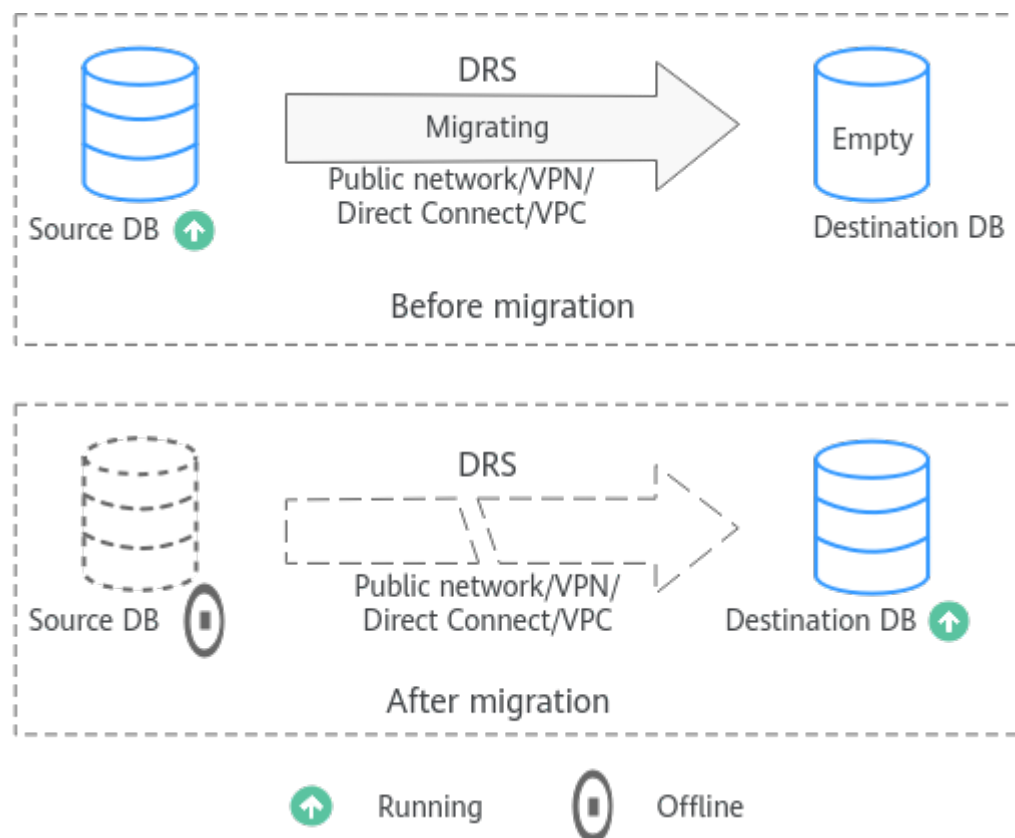 DRS
Migrating
Empty
Public network/VPN/
Direct Connect/VPC
Source DB
Destination DB
Before migration
DRS
Public network/VPN/
Direct Connect/VPC
Source DB
Destination DB
After migration
Running
Offline